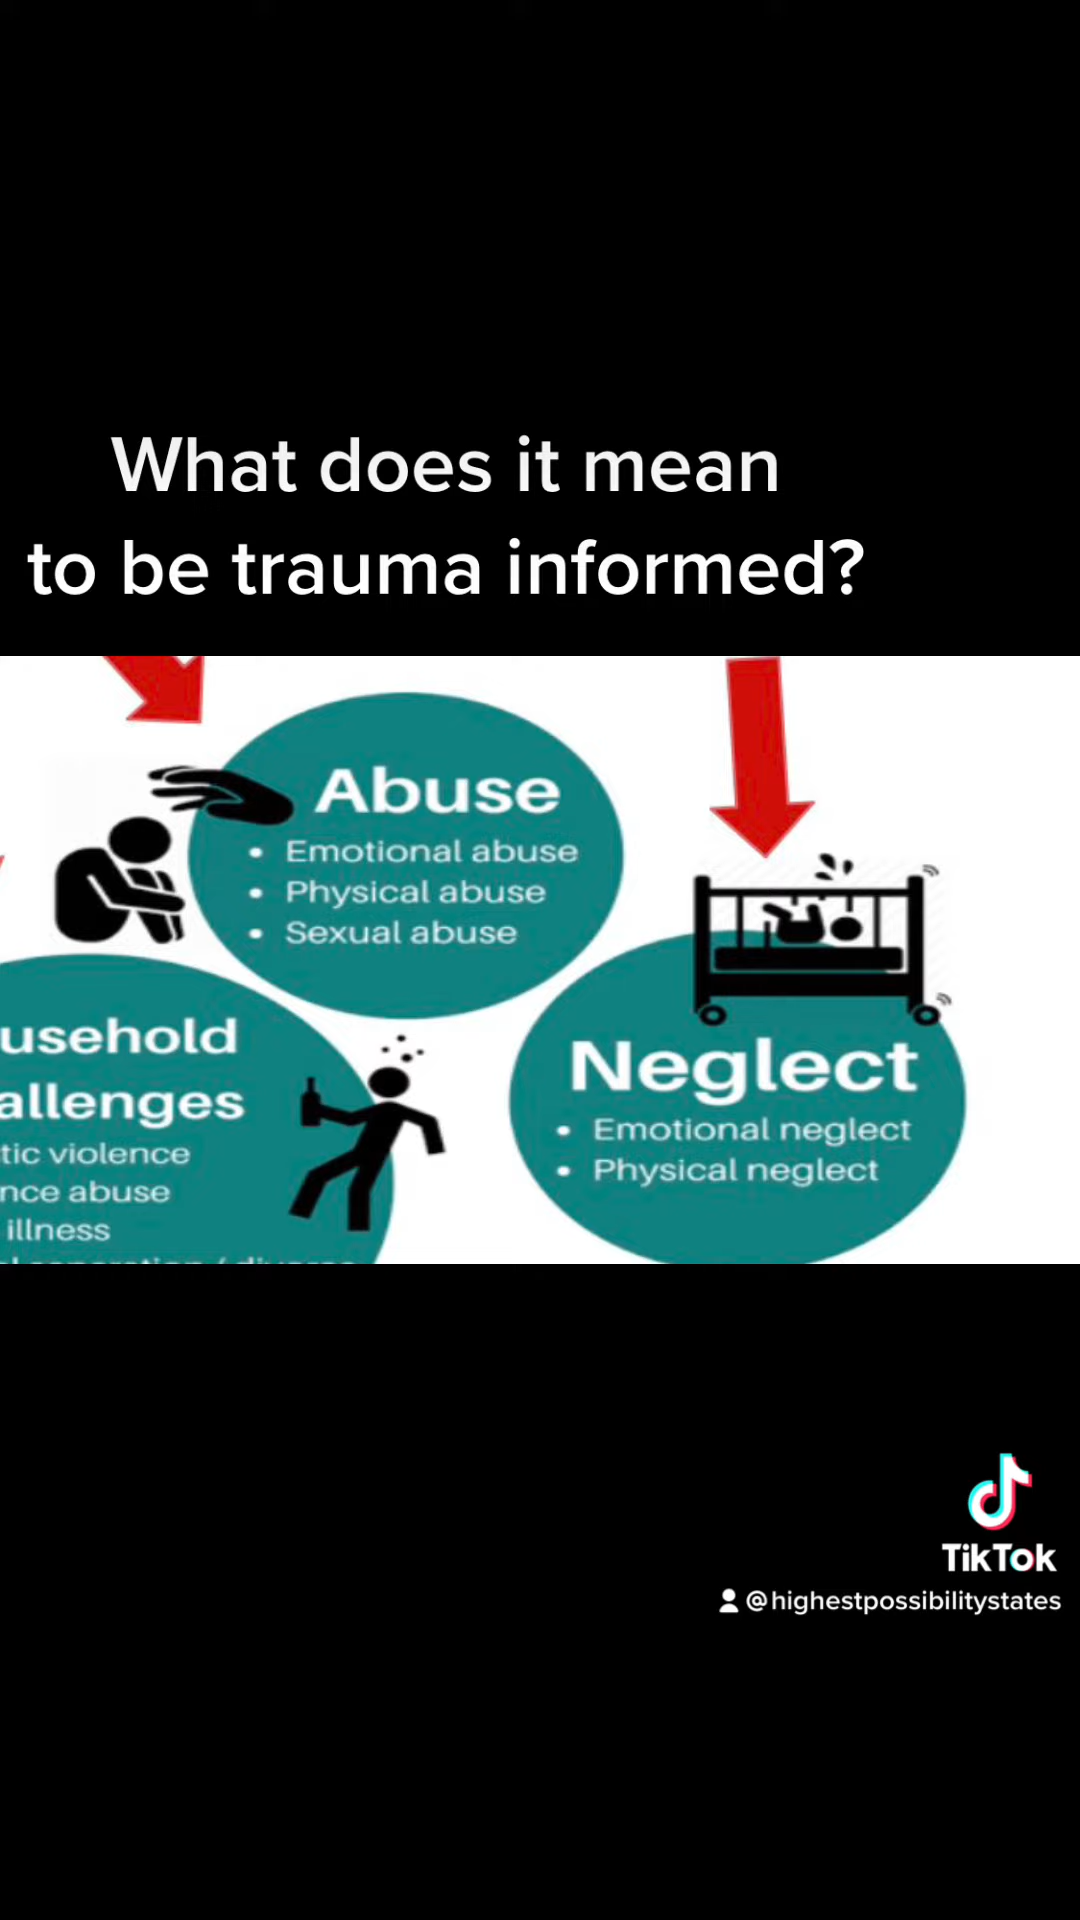 What does it mean
to be trauma informed?
Abuse
• Emotional abuse
• Physical abuse
• Sexual abuse
usehold
allenges
tic violence
nce abuse
illness
Neglect
• Emotional neglect
• Physical neglect
TikTok
@highestpossibilitystates